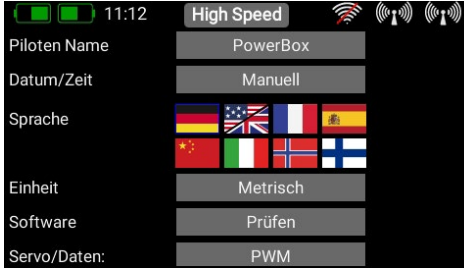 11:12 High Speed
Piloten Name PowerBox
Datum/Zeit Manuell
Sprache
Einheit Metrisch
Software Prüfen
Servo/Daten: PWM